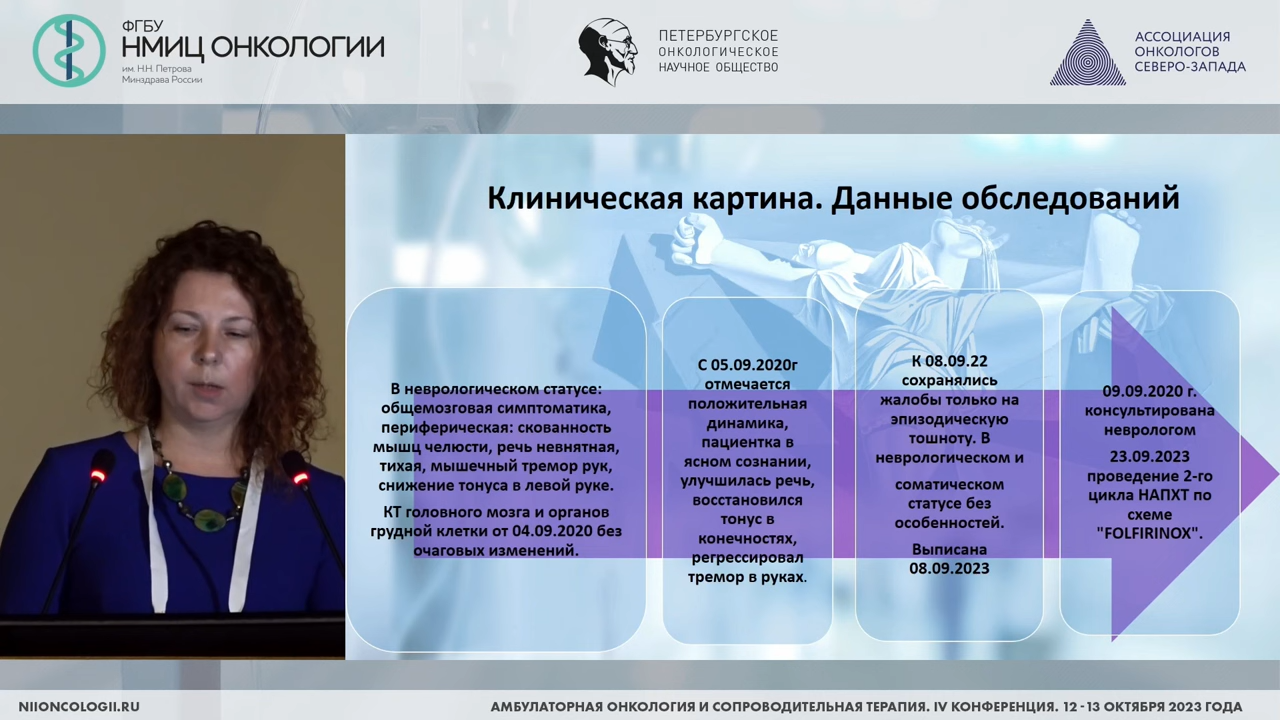 ФГБУ
НМИЦ ОНКОЛОГИИ
им. Н.Н. Петрова
Минздрава России
ПЕТЕРБУРГСКОЕ
ОНКОЛОГИЧЕСКОЕ
НАУЧНОЕ ОБЩЕСТВО
АССОЦИАЦИЯ
ОНКОЛОГОВ
СЕВЕРО-ЗАПАДА
Клиническая картина. Данные обследований
В неврологическом статусе:
общемозговая симптоматика,
периферическая: скованность
мышц челюсти, речь невнятная,
тихая, мышечный тремор рук,
снижение тонуса в левой руке.
КТ головного мозга и органов
грудной клетки от 04.09.2020 без
очаговых изменений.
С 05.09.2020г
отмечается
положительная
динамика,
пациентка в
ясном сознании,
улучшилась речь,
восстановился
тонус в
конечностях,
регрессировал
тремор в руках.
К 08.09.22
сохранялись
жалобы только на
эпизодическую
тошноту. В
неврологическом и
соматическом
статусе без
особенностей.
Выписана
08.09.2023
09.09.2020 г.
консультирована
неврологом
23.09.2023
проведение 2-го
цикла НАПХТ по
схеме
"FOLFIRINOX".
NIIONCOLOGII.RU
АМБУЛАТОРНАЯ ОНКОЛОГИЯ И СОПРОВОДИТЕЛЬНАЯ ТЕРАПИЯ. IV КОНФЕРЕНЦИЯ. 12 - 13 ОКТЯБРЯ 2023 ГОДА